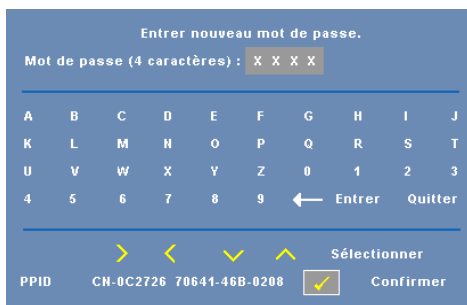 Entrer nouveau mot de passe.
Mot de passe (4 caractères) : X X X X
A B C D E F G H I J
K L M N O P Q R S T
U V W X Y Z 0 1 2 3
4 5 6 7 8 9 Entrer Quitter
Sélectionner
PPID CN-0C2726 70641-46B-0208 Confirmer